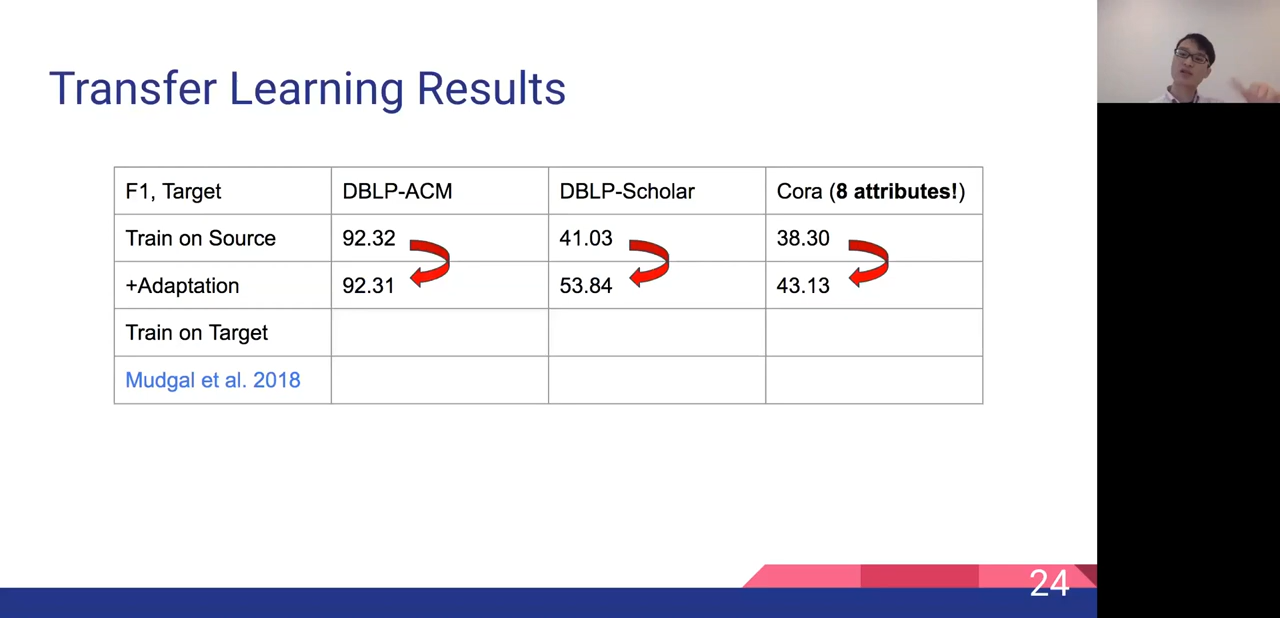 Transfer Learning Results
F1, Target DBLP-ACM DBLP-Scholar Cora (8 attributes!)
Train on Source 92.32 41.03 38.30
+Adaptation 92.31 53.84 43.13
Train on Target
Mudgal et al. 2018
24